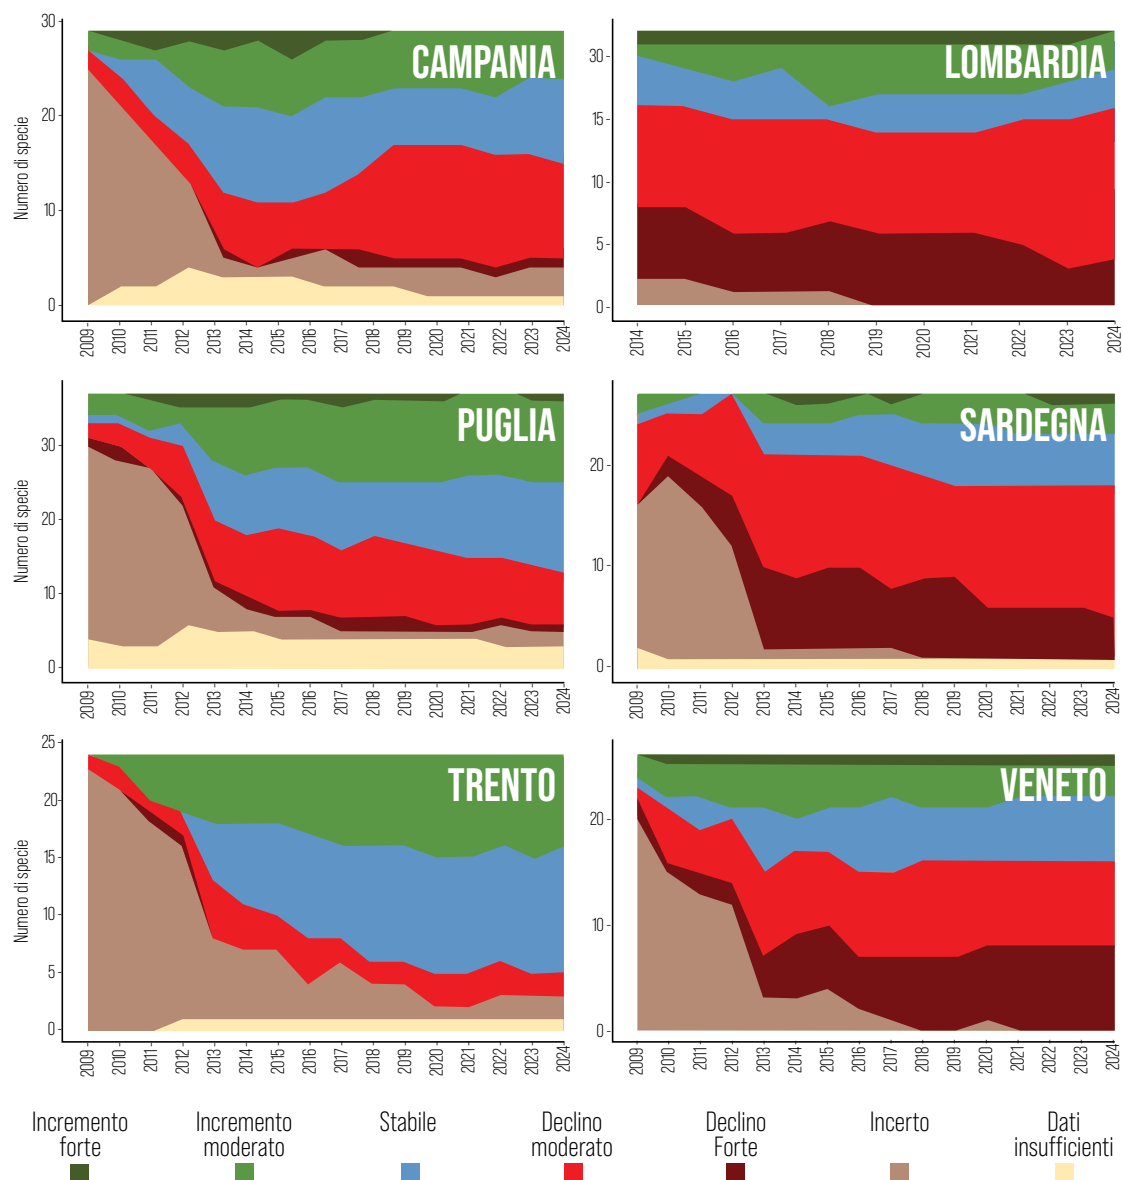 CAMPANIA
Numero di specie
30
20
10
0
2009 2010 2011 2012 2013 2014 2015 2016 2017 2018 2019 2020 2021 2022 2023 2024
LOMBARDIA
30
15
10
5
0
2014 2015 2016 2017 2018 2019 2020 2021 2022 2023 2024
PUGLIA
Numero di specie
30
20
10
0
2009 2010 2011 2012 2013 2014 2015 2016 2017 2018 2019 2020 2021 2022 2023 2024
SARDEGNA
20
10
0
2009 2010 2011 2012 2013 2014 2015 2016 2017 2018 2019 2020 2021 2022 2023 2024
TRENTO
Numero di specie
25
20
15
10
5
0
2009 2010 2011 2012 2013 2014 2015 2016 2017 2018 2019 2020 2021 2022 2023 2024
VENETO
20
10
0
2009 2010 2011 2012 2013 2014 2015 2016 2017 2018 2019 2020 2021 2022 2023 2024
Incremento
forte
Incremento
moderato
Stabile
Declino
moderato
Declino
Forte
Incerto
Dati
insufficienti